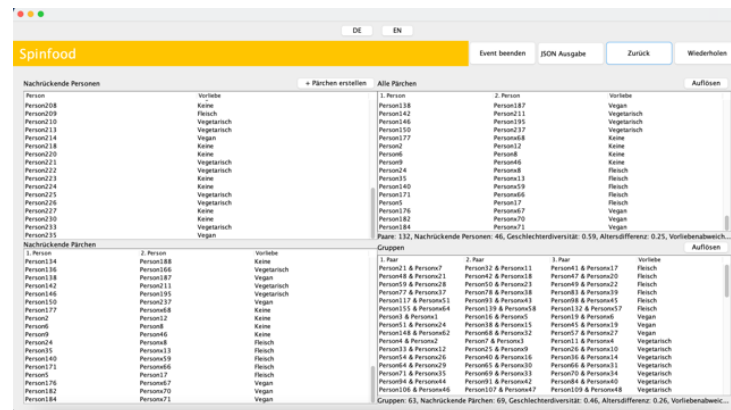 DE EN
Spinfood
Event beenden JSON Ausgabe Zurück Wiederholen
Nachrückende Personen + Pärchen erstellen
Person Vorliebe
Person208 Keine
Person209 Fleisch
Person210 Vegetarisch
Person213 Vegetarisch
Person214 Vegan
Person218 Keine
Person220 Keine
Person221 Vegetarisch
Person222 Vegetarisch
Person223 Keine
Person224 Keine
Person225 Vegetarisch
Person226 Vegetarisch
Person227 Keine
Person230 Keine
Person233 Vegetarisch
Person235 Vegan
Alle Pärchen Auflösen
1. Person 2. Person Vorliebe
Person138 Person187 Vegan
Person142 Person211 Vegetarisch
Person146 Person195 Vegetarisch
Person150 Person237 Vegetarisch
Person177 Personx68 Keine
Person2 Person12 Keine
Person6 Person8 Keine
Person9 Person46 Keine
Person24 Personx8 Fleisch
Person35 Personx13 Fleisch
Person140 Personx59 Fleisch
Person171 Personx66 Fleisch
Person5 Person17 Fleisch
Person176 Personx67 Vegan
Person182 Personx70 Vegan
Person184 Personx71 Vegan
Paare: 132, Nachrückende Personen: 46, Geschlechterdiversität: 0.59, Altersdifferenz: 0.25, Vorliebenabweich...
Nachrückende Pärchen
1. Person 2. Person Vorliebe
Person134 Person188 Keine
Person136 Person166 Vegetarisch
Person138 Person187 Vegan
Person142 Person211 Vegetarisch
Person146 Person195 Vegetarisch
Person150 Person237 Vegan
Person177 Personx68 Keine
Person2 Person12 Keine
Person6 Person8 Keine
Person9 Person46 Keine
Person24 Personx8 Fleisch
Person35 Personx13 Fleisch
Person140 Personx59 Fleisch
Person171 Personx66 Fleisch
Person5 Person17 Fleisch
Person176 Personx67 Vegan
Person182 Personx70 Vegan
Person184 Personx71 Vegan
Gruppen Auflösen
1. Paar 2. Paar 3. Paar Vorliebe
Person21 & Personx7 Person32 & Personx11 Person41 & Personx17 Fleisch
Person48 & Personx21 Person42 & Personx18 Person47 & Personx20 Fleisch
Person59 & Personx28 Person50 & Personx23 Person49 & Personx22 Fleisch
Person77 & Personx37 Person78 & Personx38 Person83 & Personx39 Fleisch
Person117 & Personx51 Person93 & Personx43 Person98 & Personx45 Fleisch
Person155 & Personx64 Person139 & Personx58 Person132 & Personx57 Fleisch
Person3 & Personx1 Person16 & Personx5 Person19 & Personx6 Vegan
Person51 & Personx24 Person38 & Personx15 Person45 & Personx19 Vegan
Person148 & Personx62 Person68 & Personx32 Person57 & Personx27 Vegan
Person4 & Personx2 Person7 & Personx3 Person11 & Personx4 Vegetarisch
Person33 & Personx12 Person25 & Personx9 Person26 & Personx10 Vegetarisch
Person54 & Personx26 Person40 & Personx16 Person36 & Personx14 Vegetarisch
Person64 & Personx29 Person65 & Personx30 Person66 & Personx31 Vegetarisch
Person71 & Personx35 Person69 & Personx33 Person70 & Personx34 Vegetarisch
Person94 & Personx44 Person91 & Personx42 Person84 & Personx40 Vegetarisch
Person106 & Personx46 Person107 & Personx47 Person109 & Personx48 Vegetarisch
Gruppen: 63, Nachrückende Pärchen: 69, Geschlechterdiversität: 0.46, Altersdifferenz: 0.26, Vorliebenabweic...